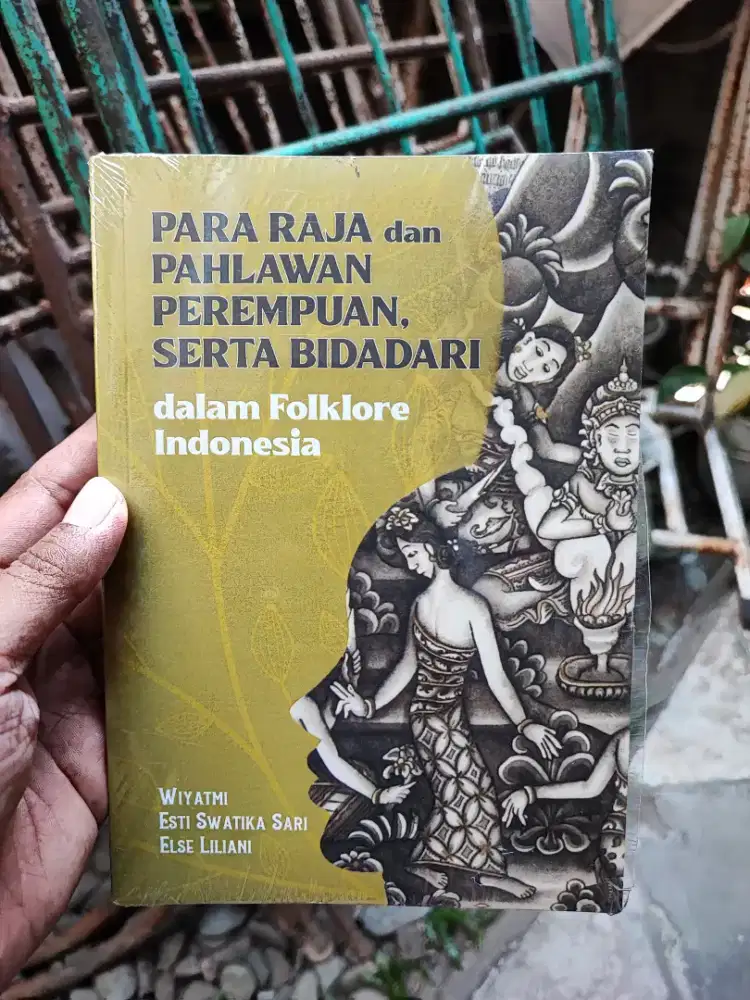 PARA RAJA dan
PAHLAWAN
PEREMPUAN,
SERTA BIDADARI
dalam Folklore
Indonesia
WIYATMI
ESTI SWATIKA SARI
ELSE LILIANI